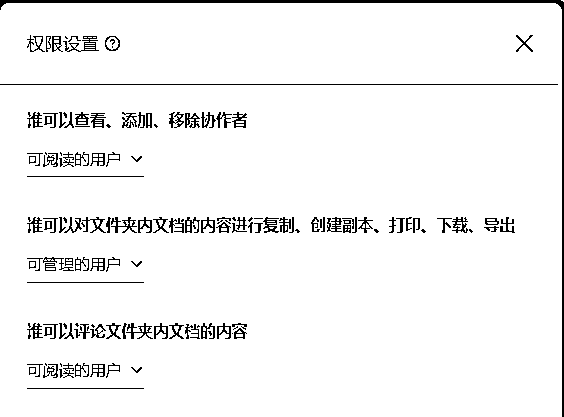 权限设置
谁可以查看、添加、移除协作者
可阅读的用户
谁可以对文件夹内文档的内容进行复制、创建副本、打印、下载、导出
可管理的用户
谁可以评论文件夹内文档的内容
可阅读的用户